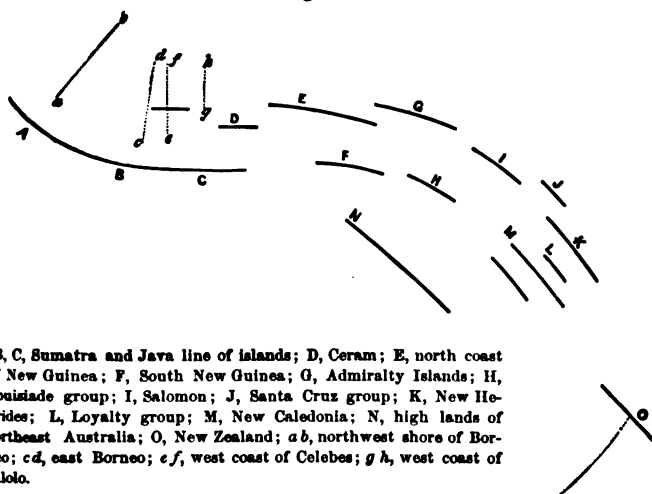 b
d f h
E G
a g
A D
c e
I
F
B C H J
N
M K
L
B, C, Sumatra and Java line of islands; D, Ceram; E, north coast
New Guinea; F, South New Guinea; G, Admiralty Islands; H,
ouisiade group; I, Salomon; J, Santa Cruz group; K, New He-
rides; L, Loyalty group; M, New Caledonia; N, high lands of
rtheast Australia; O, New Zealand; a b, northwest shore of Bor-
eo; c d, east Borneo; e f, west coast of Celebes; g h, west coast of
ilolo.
O